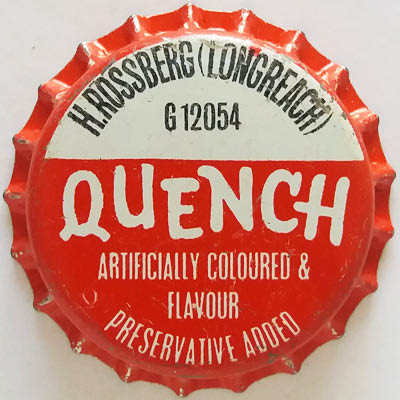 H.ROSSBERG (LONGREACH)
G 12054
QUENCH
ARTIFICIALLY COLOURED &
FLAVOUR
PRESERVATIVE ADDED